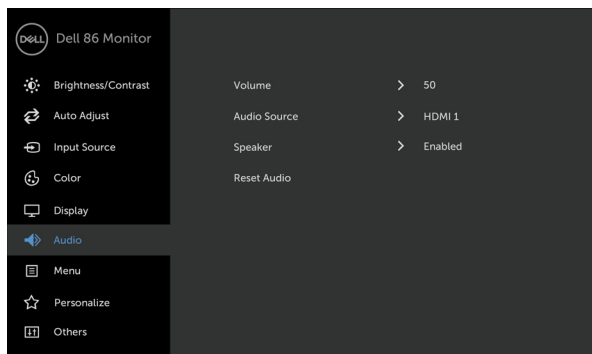 DELL Dell 86 Monitor
Brightness/Contrast
Auto Adjust
Input Source
Color
Display
Audio
Menu
Personalize
Others
Volume > 50
Audio Source > HDMI 1
Speaker > Enabled
Reset Audio